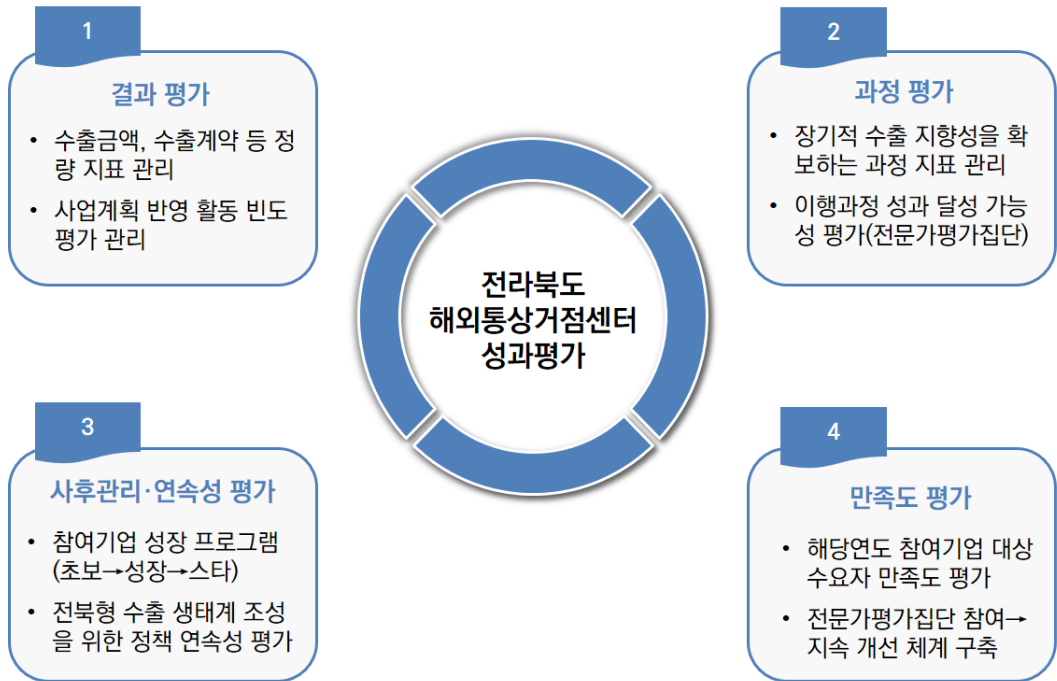 1
결과 평가
• 수출금액, 수출계약 등 정
량 지표 관리
• 사업계획 반영 활동 빈도
평가 관리
2
과정 평가
• 장기적 수출 지향성을 확
보하는 과정 지표 관리
• 이행과정 성과 달성 가능
성 평가(전문가평가집단)
전라북도
해외통상거점센터
성과평가
3
사후관리·연속성 평가
• 참여기업 성장 프로그램
(초보→성장→스타)
• 전북형 수출 생태계 조성
을 위한 정책 연속성 평가
4
만족도 평가
• 해당연도 참여기업 대상
수요자 만족도 평가
• 전문가평가집단 참여→
지속 개선 체계 구축